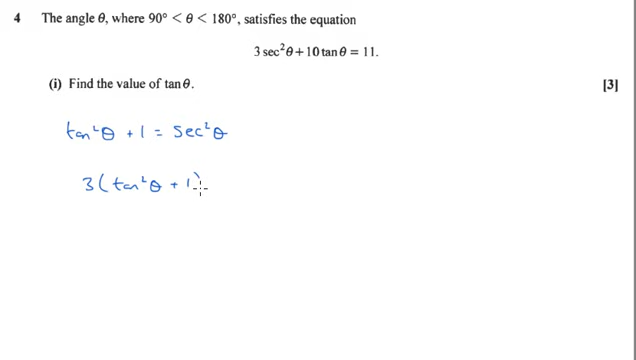 4 The angle θ, where 90° < θ < 180°, satisfies the equation
3 sec²θ + 10 tan θ = 11.
(i) Find the value of tan θ. [3]
tan²θ + 1 = sec²θ
3(tan²θ + 1)